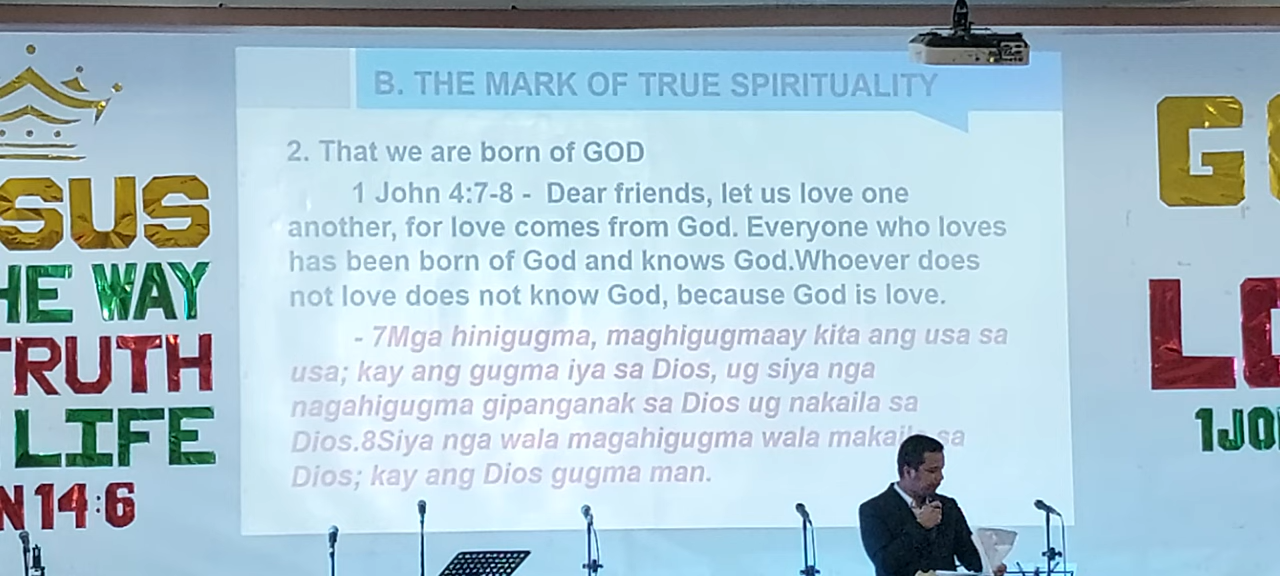 B. THE MARK OF TRUE SPIRITUALITY
2. That we are born of GOD
1 John 4:7-8 - Dear friends, let us love one
another, for love comes from God. Everyone who loves
has been born of God and knows God.Whoever does
not love does not know God, because God is love.
- 7Mga hinigugma, maghigugmaay kita ang usa sa
usa; kay ang gugma iya sa Dios, ug siya nga
nagahigugma gipanganak sa Dios ug nakaila sa
Dios.8Siya nga wala magahigugma wala sa
Dios; kay ang Dios gugma man.
SUS
HE WAY
TRUTH
LIFE
N 14:6
G
L
1JO